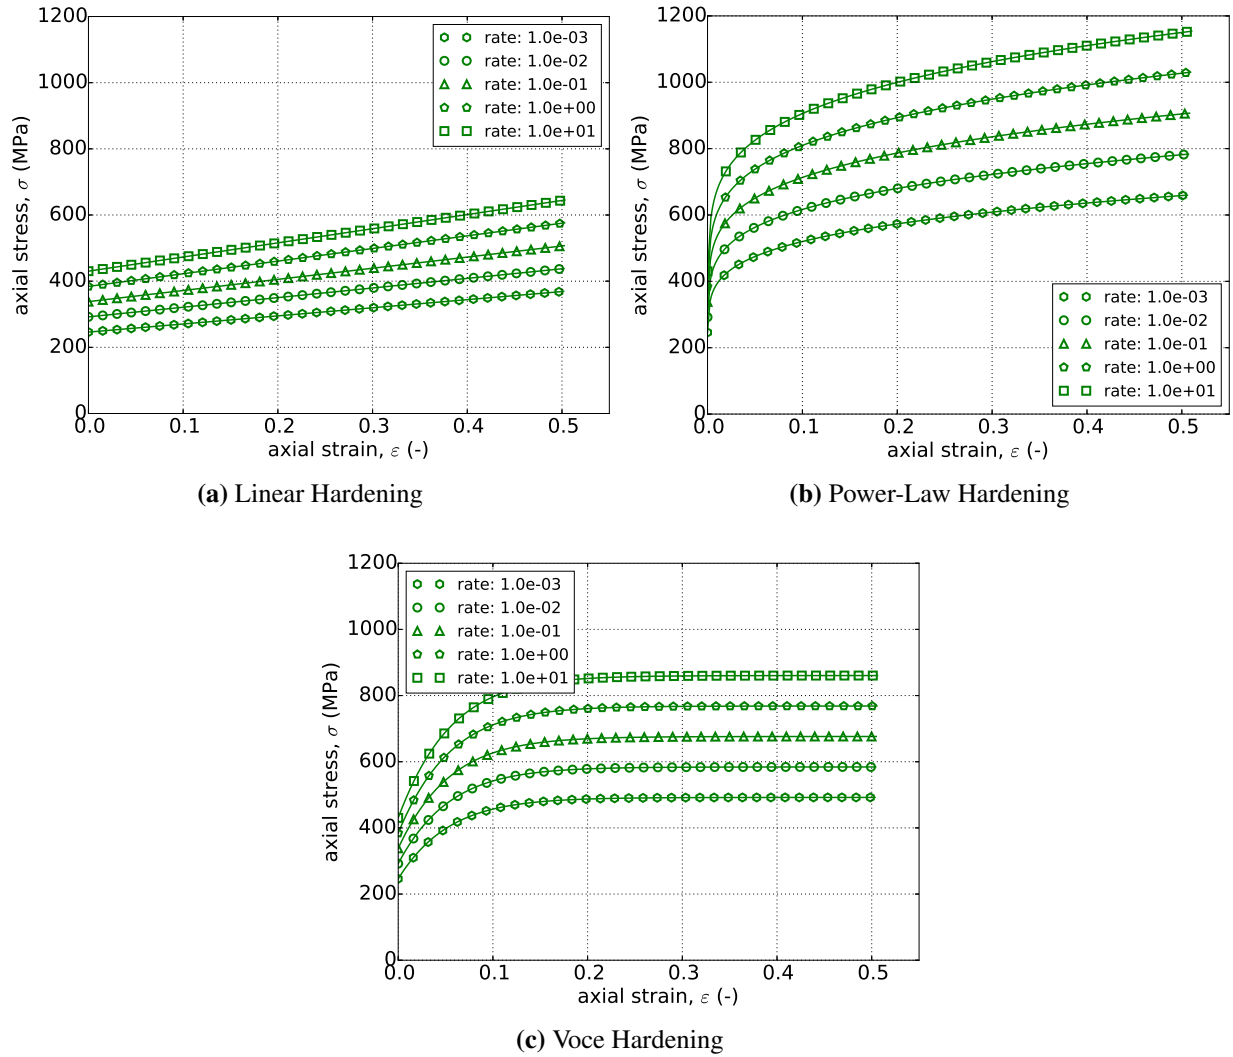 1200
1000
800
600
400
200
0
axial stress, σ (MPa)
rate: 1.0e-03
rate: 1.0e-02
rate: 1.0e-01
rate: 1.0e+00
rate: 1.0e+01
0.0 0.1 0.2 0.3 0.4 0.5
axial strain, ε (-)
(a) Linear Hardening
1200
1000
800
600
400
200
0
axial stress, σ (MPa)
rate: 1.0e-03
rate: 1.0e-02
rate: 1.0e-01
rate: 1.0e+00
rate: 1.0e+01
0.0 0.1 0.2 0.3 0.4 0.5
axial strain, ε (-)
(b) Power-Law Hardening
1200
1000
800
600
400
200
0
axial stress, σ (MPa)
rate: 1.0e-03
rate: 1.0e-02
rate: 1.0e-01
rate: 1.0e+00
rate: 1.0e+01
0.0 0.1 0.2 0.3 0.4 0.5
axial strain, ε (-)
(c) Voce Hardening